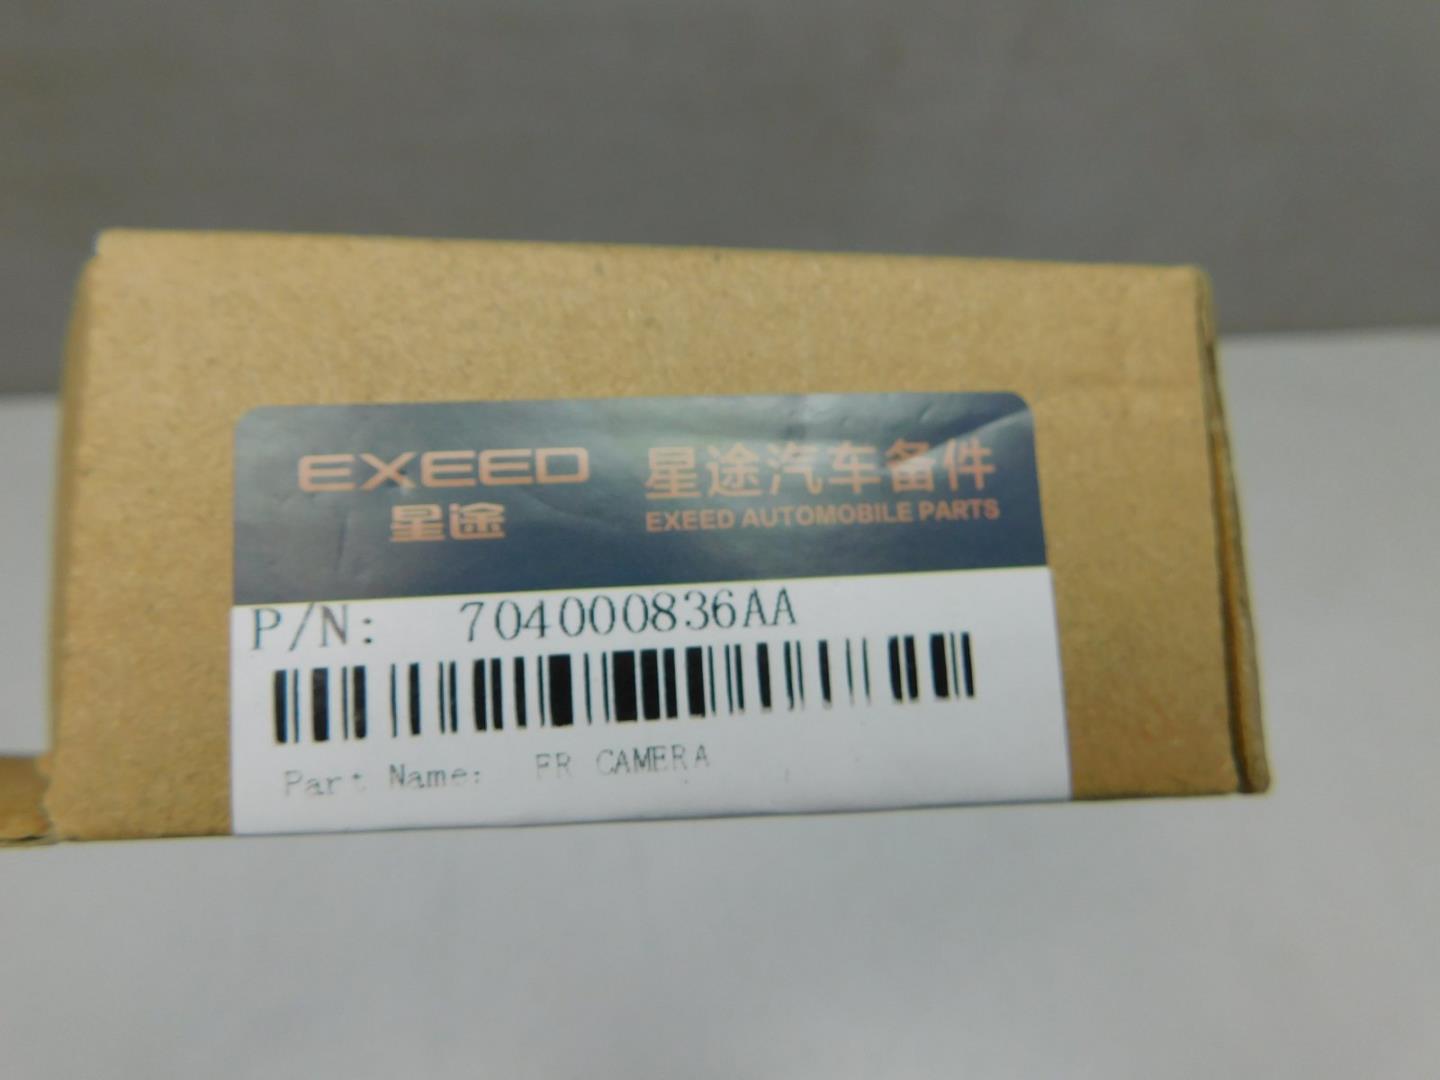 EXEED
星途
星途汽车备件
EXEED AUTOMOBILE PARTS
P/N: 704000836AA
Part Name: FR CAMERA